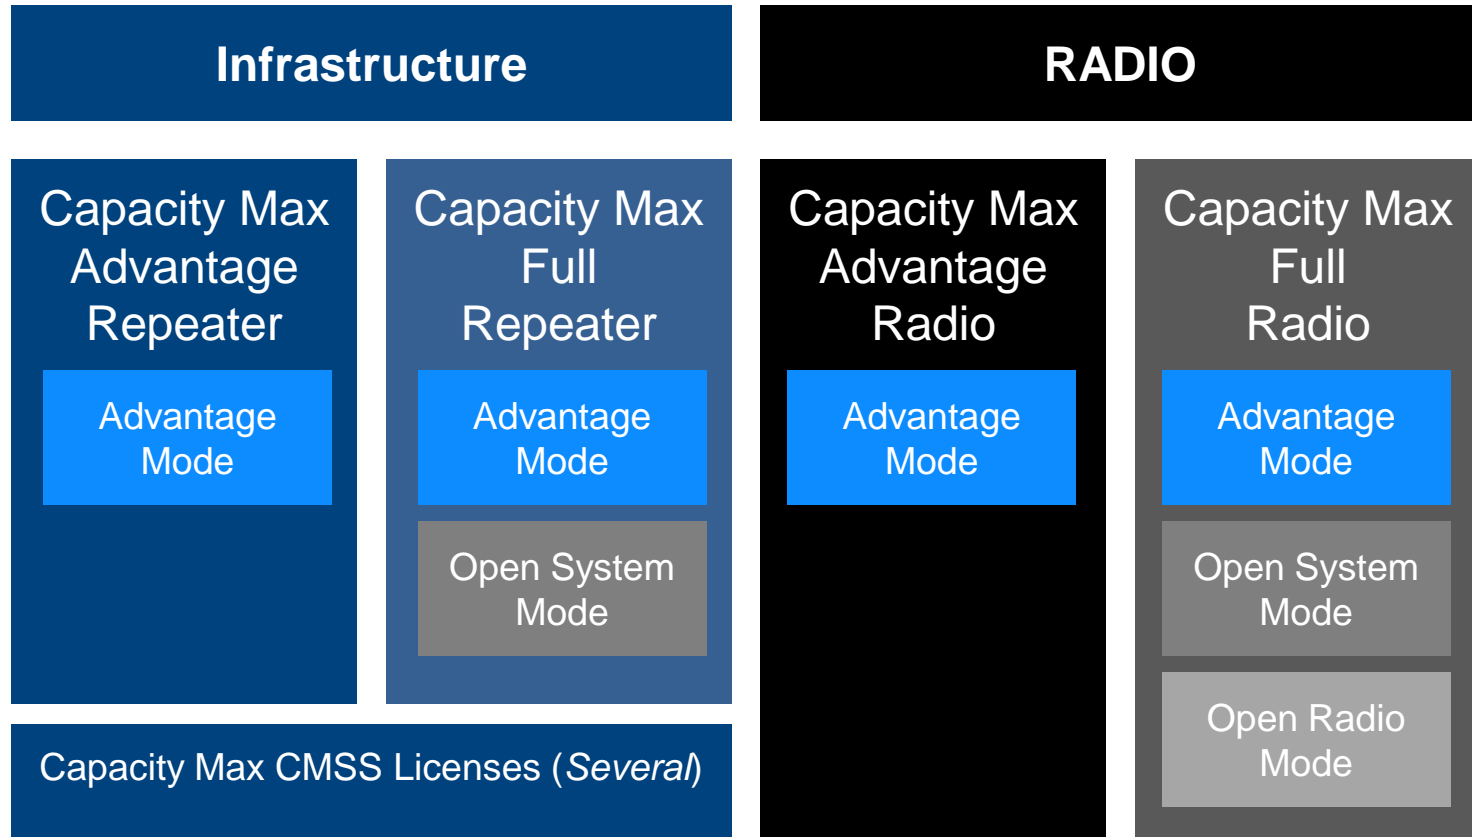 Infrastructure
RADIO
Capacity Max
Advantage
Repeater
Advantage
Mode
Capacity Max
Full
Repeater
Advantage
Mode
Open System
Mode
Capacity Max CMSS Licenses (Several)
Capacity Max
Advantage
Radio
Advantage
Mode
Capacity Max
Full
Radio
Advantage
Mode
Open System
Mode
Open Radio
Mode